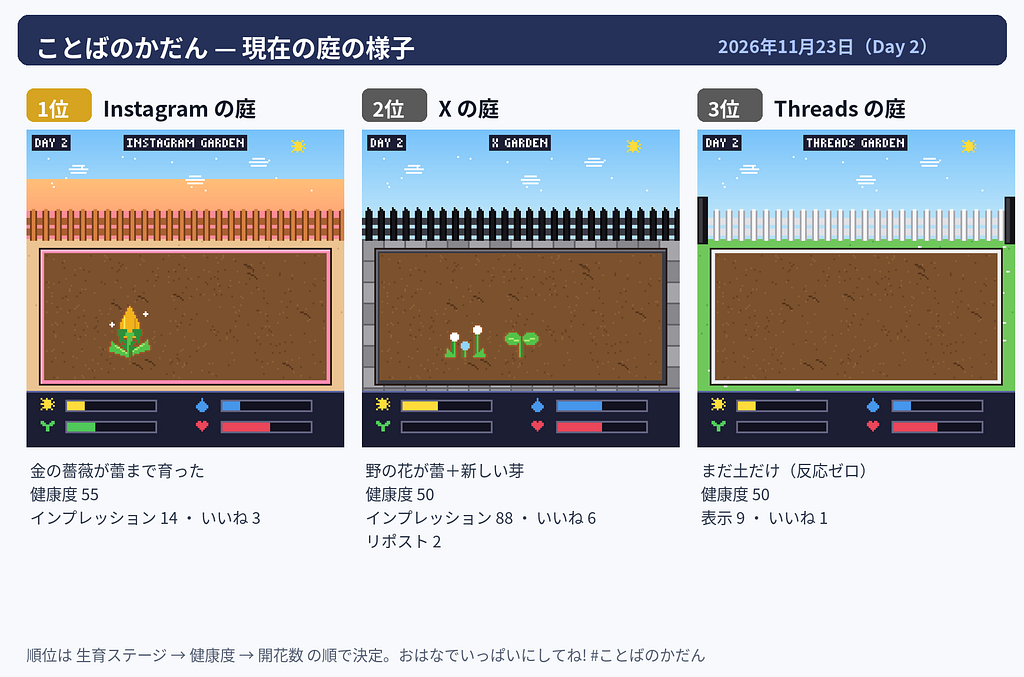 ことばのかだん — 現在の庭の様子
2026年11月23日（Day 2）
1位 Instagram の庭
DAY 2
INSTAGRAM GARDEN
金の薔薇が蕾まで育った
健康度 55
インプレッション 14 ・ いいね 3
2位 X の庭
DAY 2
X GARDEN
野の花が蕾＋新しい芽
健康度 50
インプレッション 88 ・ いいね 6
リポスト 2
3位 Threads の庭
DAY 2
THREADS GARDEN
まだ土だけ（反応ゼロ）
健康度 50
表示 9 ・ いいね 1
順位は 生育ステージ → 健康度 → 開花数 の順で決定。おはなでいっぱいにしてね! #ことばのかだん